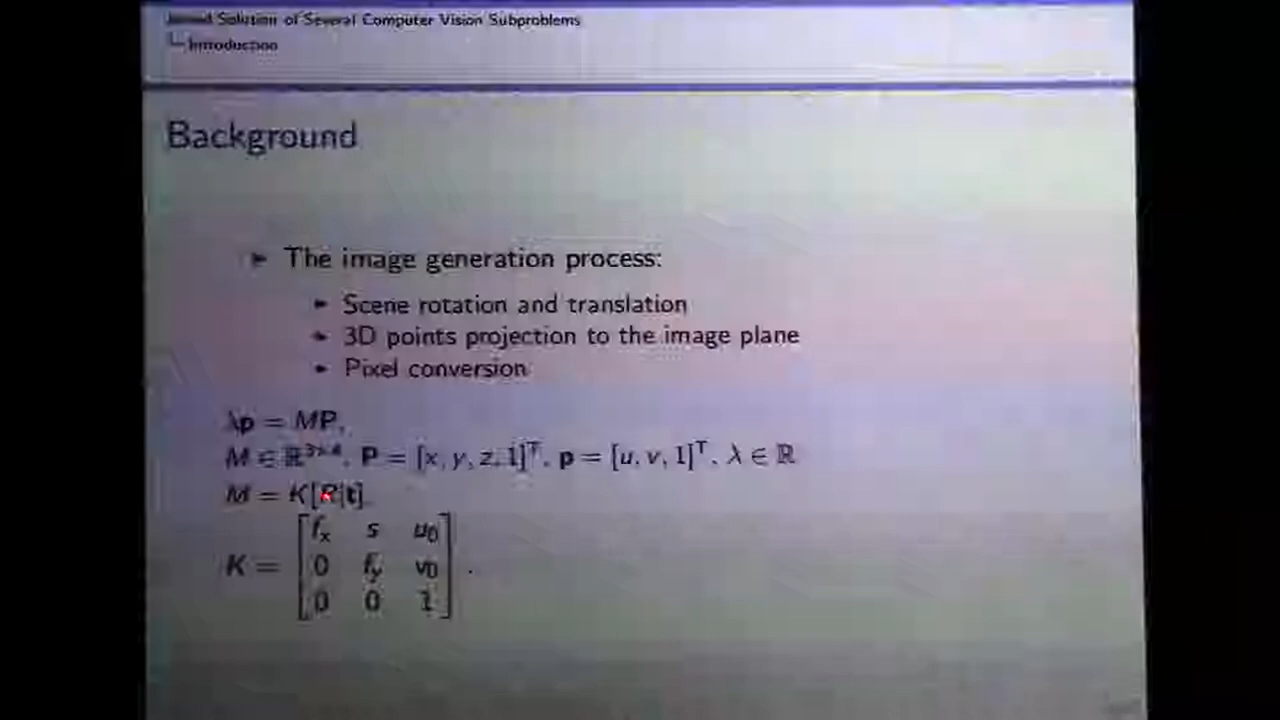 Solution of Several Computer Vision Subproblems
Introduction
Background
► The image generation process:
► Scene rotation and translation
► 3D points projection to the image plane
► Pixel conversion
λp = MP,
M ∈ ℝ³ˣ⁴, P = [x, y, z, 1]ᵀ, p = [u, v, 1]ᵀ, λ ∈ ℝ
M = K[R|t]
K = [fₓ s u₀
0 f_y v₀
0 0 1] .